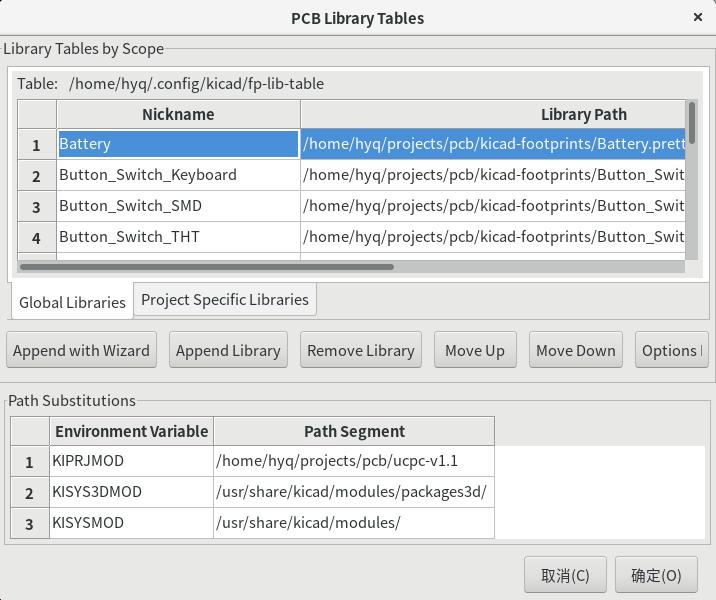 PCB Library Tables
Library Tables by Scope
Table: /home/hyq/.config/kicad/fp-lib-table
Nickname Library Path
1 Battery /home/hyq/projects/pcb/kicad-footprints/Battery.prett
2 Button_Switch_Keyboard /home/hyq/projects/pcb/kicad-footprints/Button_Swit
3 Button_Switch_SMD /home/hyq/projects/pcb/kicad-footprints/Button_Swit
4 Button_Switch_THT /home/hyq/projects/pcb/kicad-footprints/Button_Swit
Global Libraries Project Specific Libraries
Append with Wizard Append Library Remove Library Move Up Move Down Options
Path Substitutions
Environment Variable Path Segment
1 KIPRJMOD /home/hyq/projects/pcb/ucpc-v1.1
2 KISYS3DMOD /usr/share/kicad/modules/packages3d/
3 KISYSMOD /usr/share/kicad/modules/
取消(C) 确定(O)